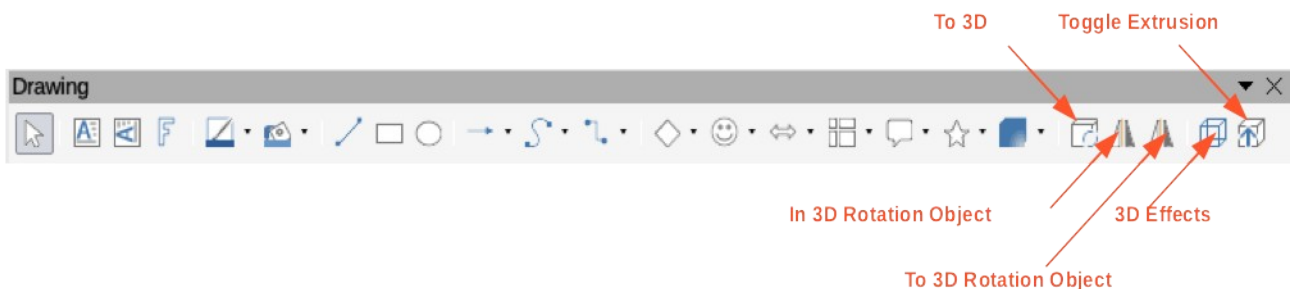 To 3D
Toggle Extrusion
Drawing
In 3D Rotation Object
3D Effects
To 3D Rotation Object